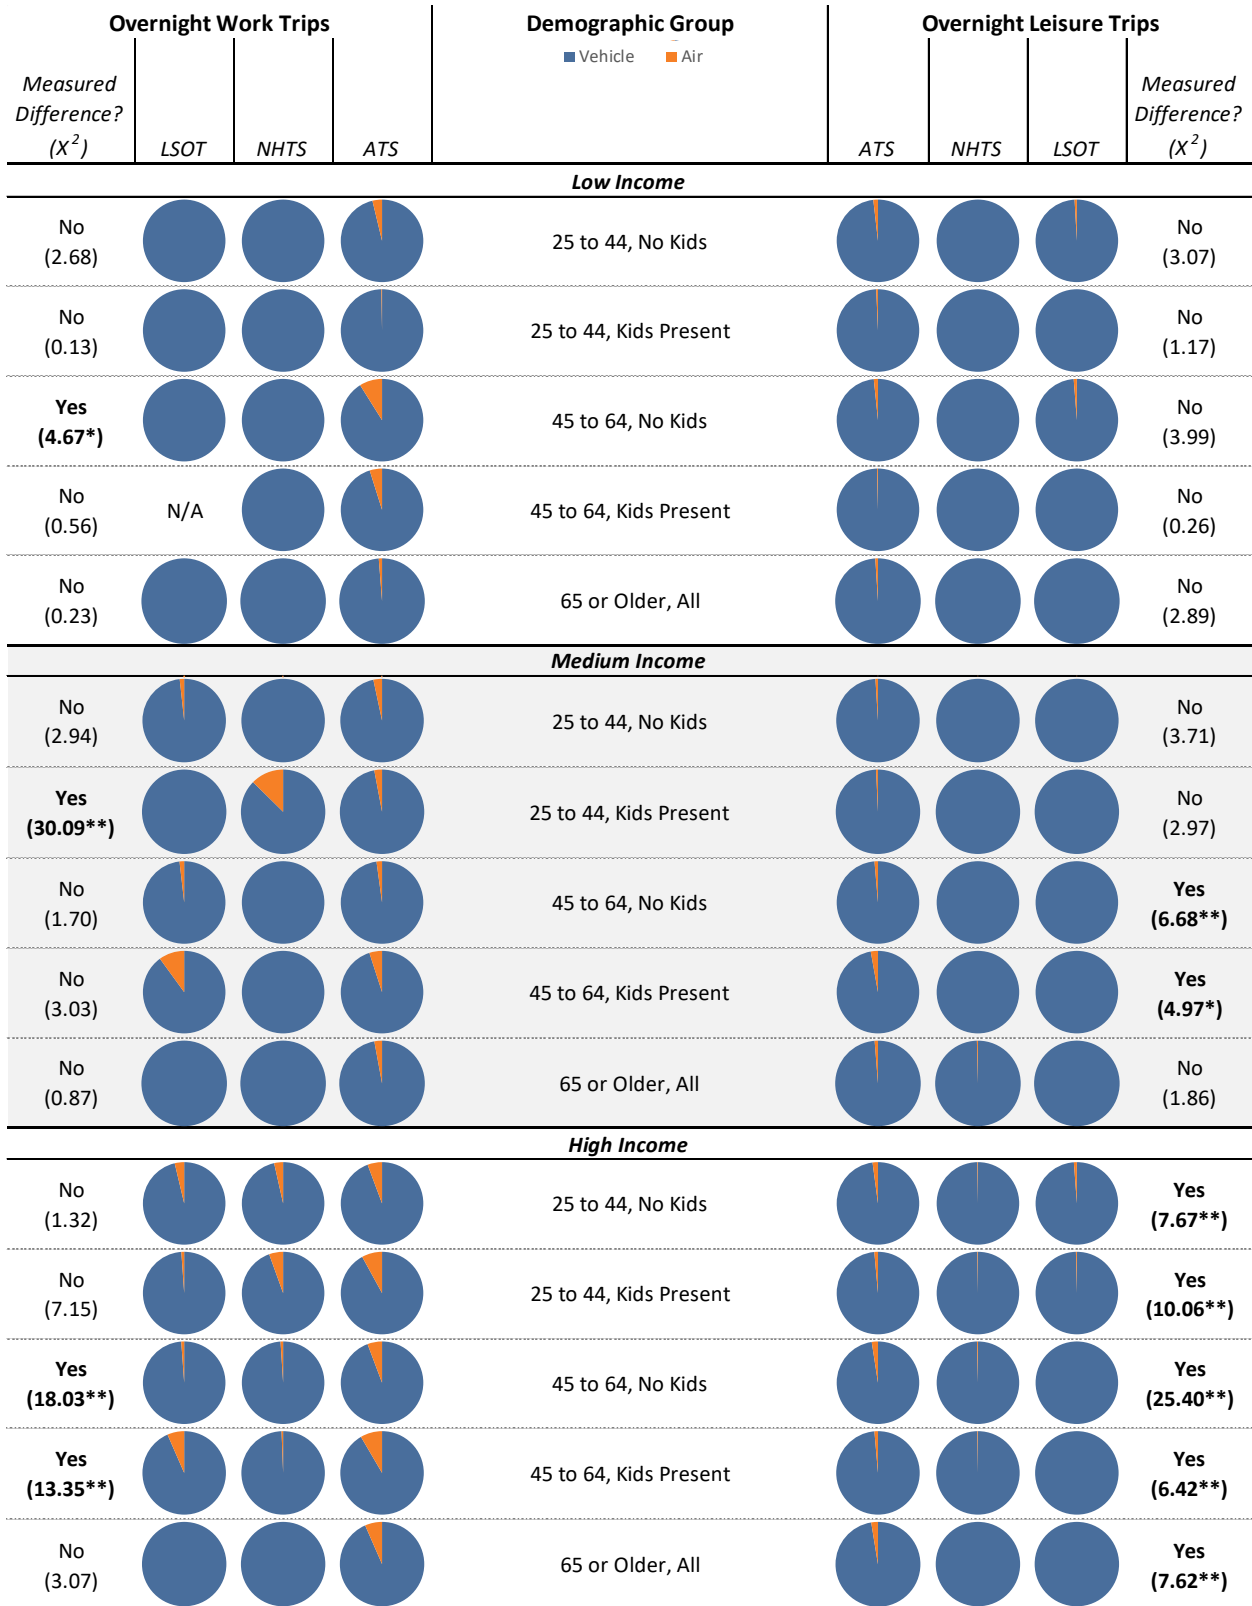 Overnight Work Trips Demographic Group Overnight Leisure Trips
Vehicle Air
Measured Difference? (X²) LSOT NHTS ATS ATS NHTS LSOT Measured Difference? (X²)
Low Income
No (2.68) 25 to 44, No Kids No (3.07)
No (0.13) 25 to 44, Kids Present No (1.17)
Yes (4.67*) 45 to 64, No Kids No (3.99)
No (0.56) N/A 45 to 64, Kids Present No (0.26)
No (0.23) 65 or Older, All No (2.89)
Medium Income
No (2.94) 25 to 44, No Kids No (3.71)
Yes (30.09**) 25 to 44, Kids Present No (2.97)
No (1.70) 45 to 64, No Kids Yes (6.68**)
No (3.03) 45 to 64, Kids Present Yes (4.97*)
No (0.87) 65 or Older, All No (1.86)
High Income
No (1.32) 25 to 44, No Kids Yes (7.67**)
No (7.15) 25 to 44, Kids Present Yes (10.06**)
Yes (18.03**) 45 to 64, No Kids Yes (25.40**)
Yes (13.35**) 45 to 64, Kids Present Yes (6.42**)
No (3.07) 65 or Older, All Yes (7.62**)